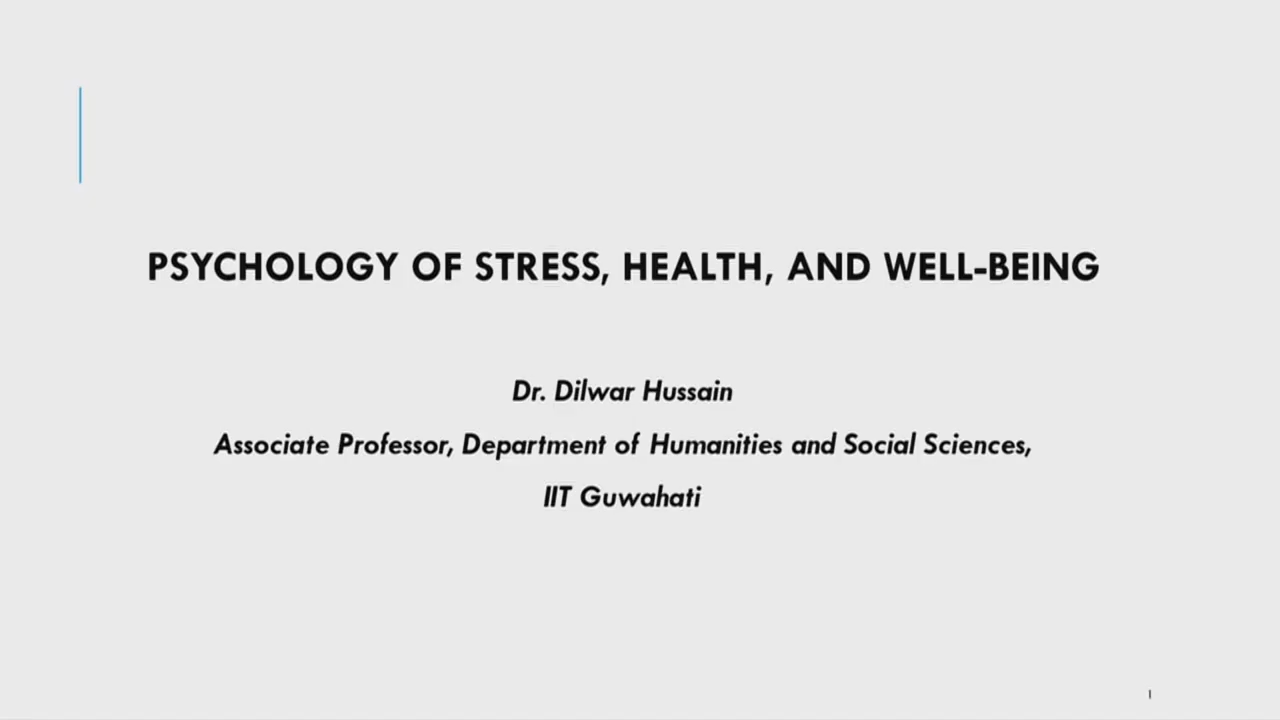 PSYCHOLOGY OF STRESS, HEALTH, AND WELL-BEING
Dr. Dilwar Hussain
Associate Professor, Department of Humanities and Social Sciences,
IIT Guwahati
1